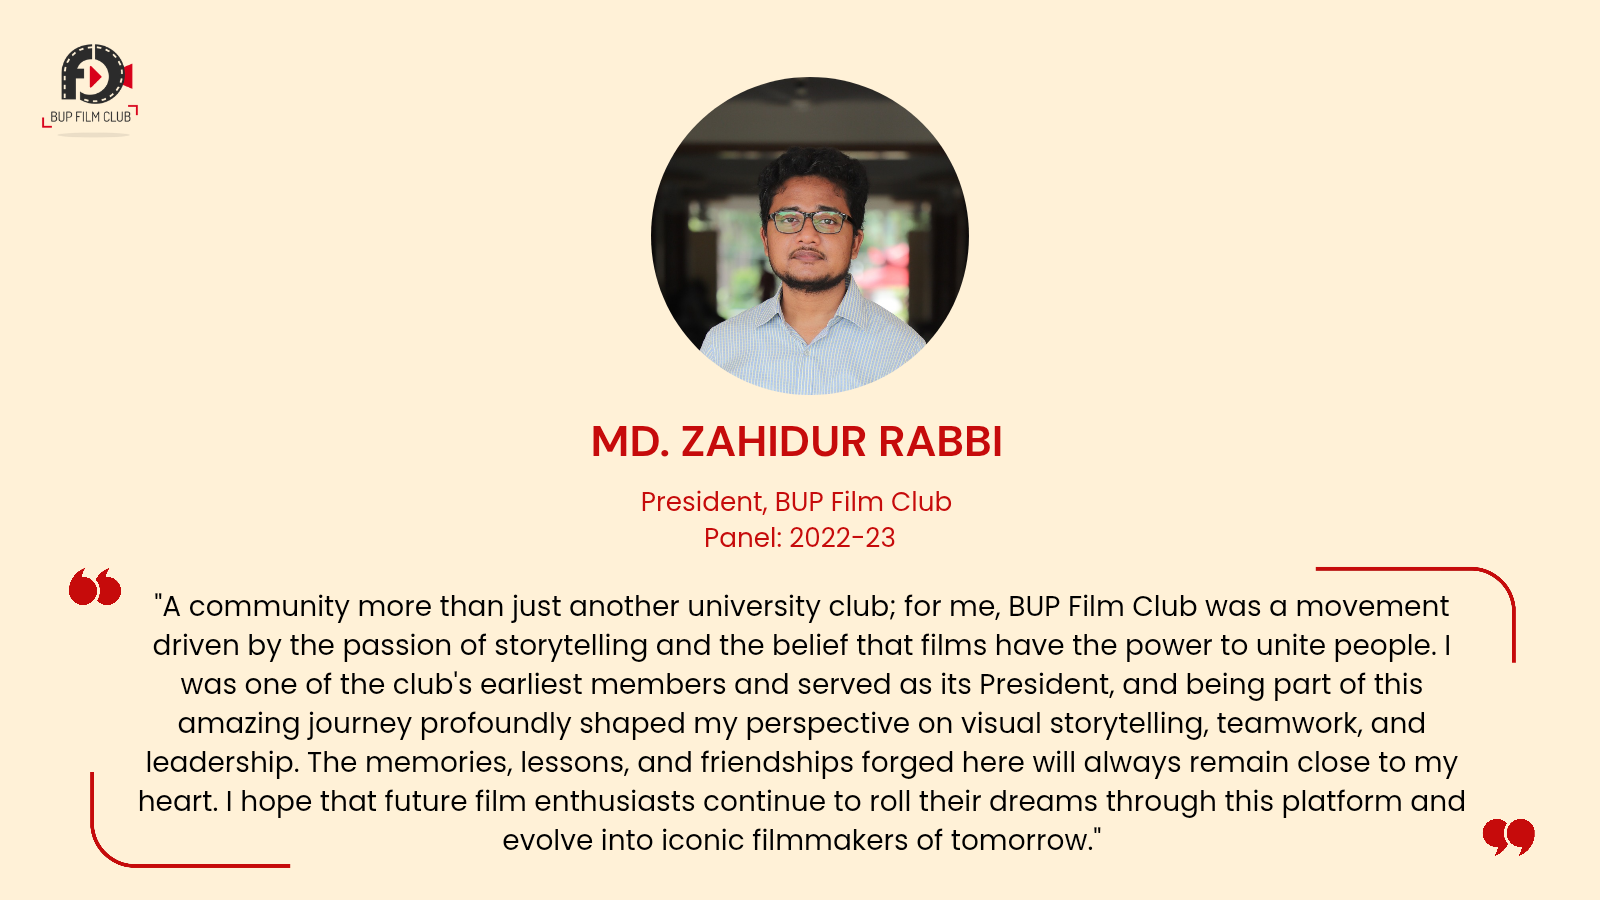 BUP FILM CLUB
MD. ZAHIDUR RABBI
President, BUP Film Club
Panel: 2022-23
"A community more than just another university club; for me, BUP Film Club was a movement
driven by the passion of storytelling and the belief that films have the power to unite people. I
was one of the club's earliest members and served as its President, and being part of this
amazing journey profoundly shaped my perspective on visual storytelling, teamwork, and
leadership. The memories, lessons, and friendships forged here will always remain close to my
heart. I hope that future film enthusiasts continue to roll their dreams through this platform and
evolve into iconic filmmakers of tomorrow."